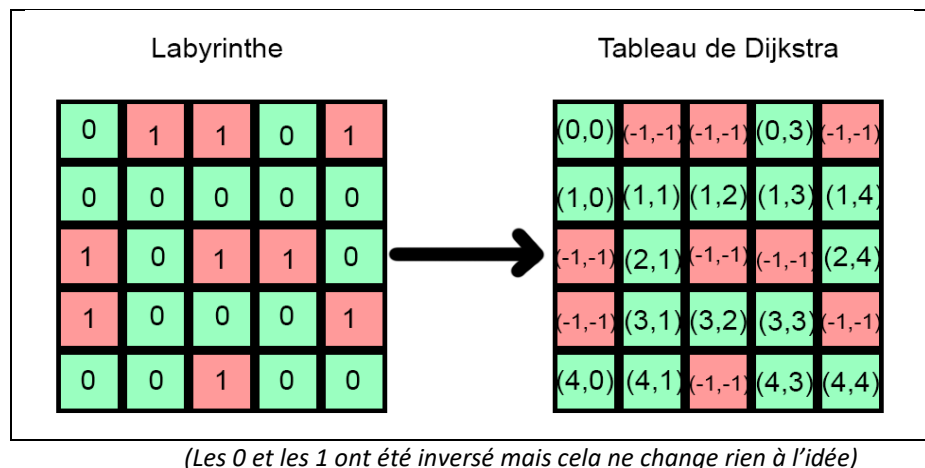 Labyrinthe Tableau de Dijkstra
0 1 1 0 1 (0,0) (-1,-1) (-1,-1) (0,3) (-1,-1)
0 0 0 0 0 (1,0) (1,1) (1,2) (1,3) (1,4)
1 0 1 1 0 (-1,-1) (2,1) (-1,-1) (-1,-1) (2,4)
1 0 0 0 1 (-1,-1) (3,1) (3,2) (3,3) (-1,-1)
0 0 1 0 0 (4,0) (4,1) (-1,-1) (4,3) (4,4)
(Les 0 et les 1 ont été inversé mais cela ne change rien à l’idée)